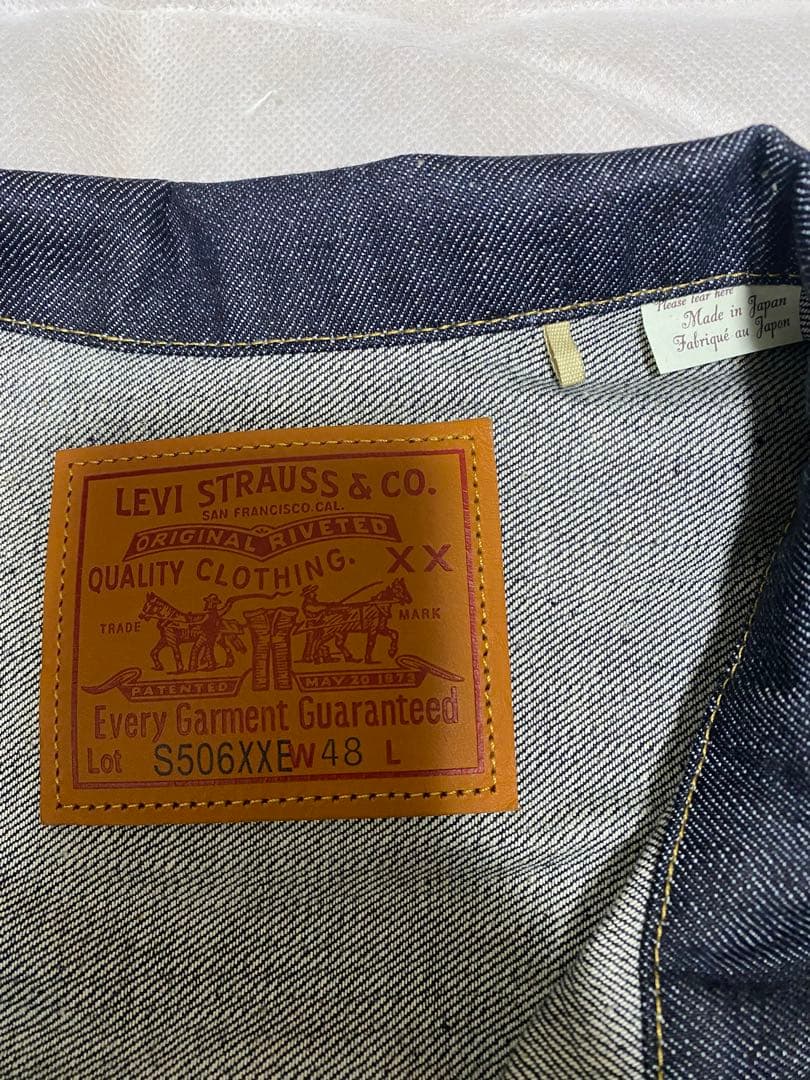 Please tear here
Made in Japan
Fabriqué au Japon
LEVI STRAUSS & CO.
SAN FRANCISCO. CAL.
ORIGINAL RIVETED
QUALITY CLOTHING. XX
TRADE MARK
PATENTED MAY 20 1873
Every Garment Guaranteed
Lot S506XXE W 48 L